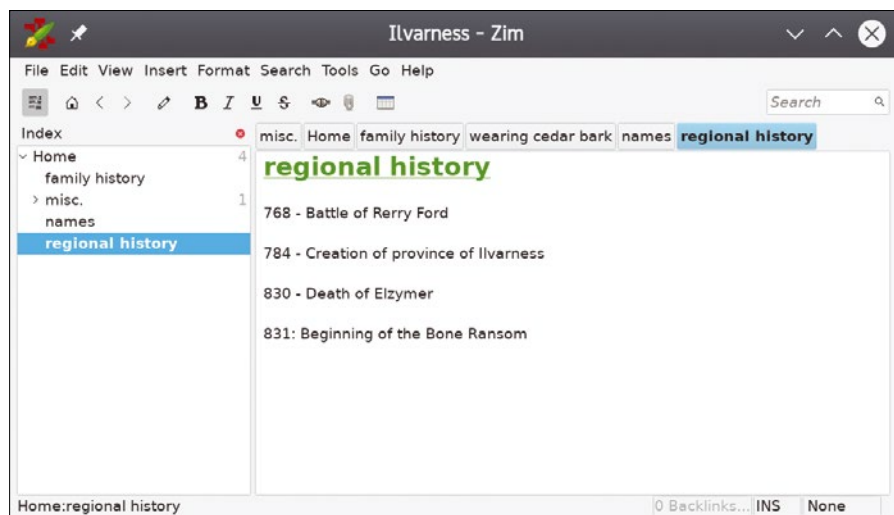 Ilvarness - Zim
File Edit View Insert Format Search Tools Go Help
B I U S Search
Index
misc. Home family history wearing cedar bark names regional history
Home 4
family history
misc. 1
names
regional history
regional history
768 - Battle of Rerry Ford
784 - Creation of province of Ilvarness
830 - Death of Elzymer
831: Beginning of the Bone Ransom
Home:regional history
0 Backlinks... INS None